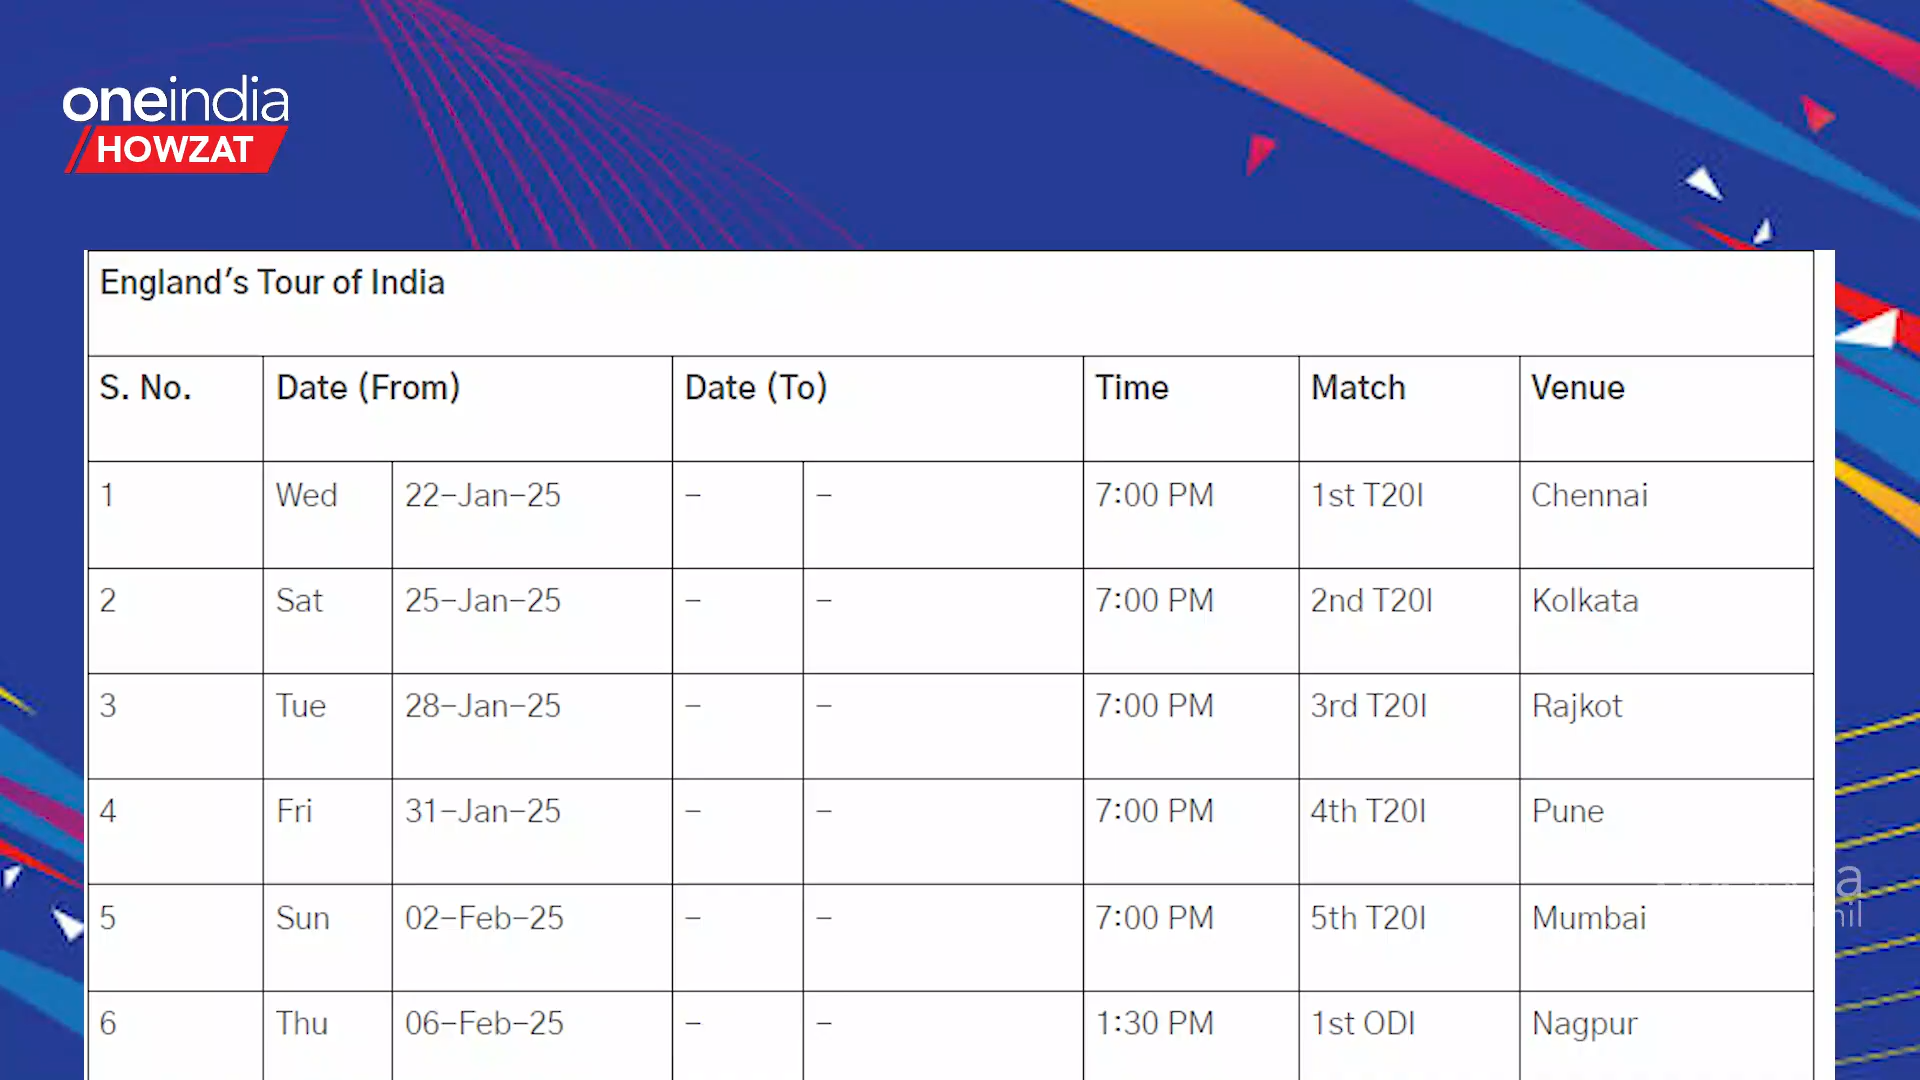 oneindia
HOWZAT
England's Tour of India
S. No. Date (From) Date (To) Time Match Venue
1 Wed 22-Jan-25 - - 7:00 PM 1st T20I Chennai
2 Sat 25-Jan-25 - - 7:00 PM 2nd T20I Kolkata
3 Tue 28-Jan-25 - - 7:00 PM 3rd T20I Rajkot
4 Fri 31-Jan-25 - - 7:00 PM 4th T20I Pune
5 Sun 02-Feb-25 - - 7:00 PM 5th T20I Mumbai
6 Thu 06-Feb-25 - - 1:30 PM 1st ODI Nagpur